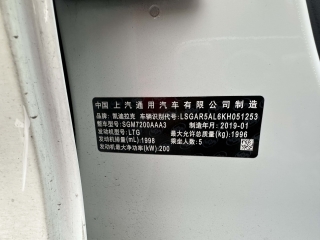 中国 上汽通用汽车有限公司制造
品牌：凯迪拉克 车辆识别代号：LSGAR5AL6KH051253
整车型号：SGM7200AAA3 制造年月：2019-01
发动机型号：LTG 最大允许总质量(kg)：1996
发动机排量(mL)：1998 乘坐人数：5
发动机最大净功率(kW)：200